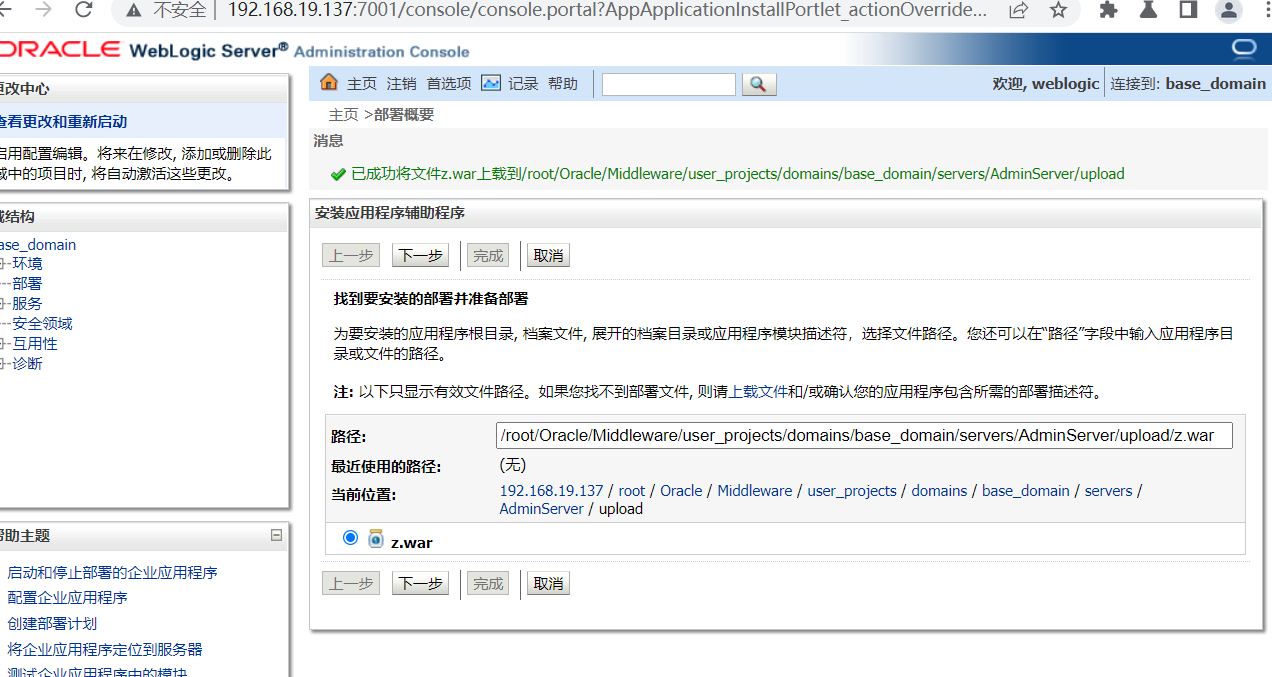 不安全 192.168.19.137:7001/console/console.portal?AppApplicationInstallPortlet_actionOverride...
ORACLE WebLogic Server® Administration Console
更改中心
查看更改和重新启动
启用配置编辑。将来在修改, 添加或删除此
域中的项目时, 将自动激活这些更改。
域结构
base_domain
环境
部署
服务
安全领域
互用性
诊断
帮助主题
启动和停止部署的企业应用程序
配置企业应用程序
创建部署计划
将企业应用程序定位到服务器
测试企业应用程序中的模块
主页 注销 首选项 记录 帮助
欢迎, weblogic 连接到: base_domain
主页 >部署概要
消息
已成功将文件z.war上载到/root/Oracle/Middleware/user_projects/domains/base_domain/servers/AdminServer/upload
安装应用程序辅助程序
上一步 下一步 完成 取消
找到要安装的部署并准备部署
为要安装的应用程序根目录, 档案文件, 展开的档案目录或应用程序模块描述符，选择文件路径。您还可以在“路径”字段中输入应用程序目
录或文件的路径。
注: 以下只显示有效文件路径。如果您找不到部署文件, 则请上载文件和/或确认您的应用程序包含所需的部署描述符。
路径: /root/Oracle/Middleware/user_projects/domains/base_domain/servers/AdminServer/upload/z.war
最近使用的路径: (无)
当前位置: 192.168.19.137 / root / Oracle / Middleware / user_projects / domains / base_domain / servers /
AdminServer / upload
z.war
上一步 下一步 完成 取消